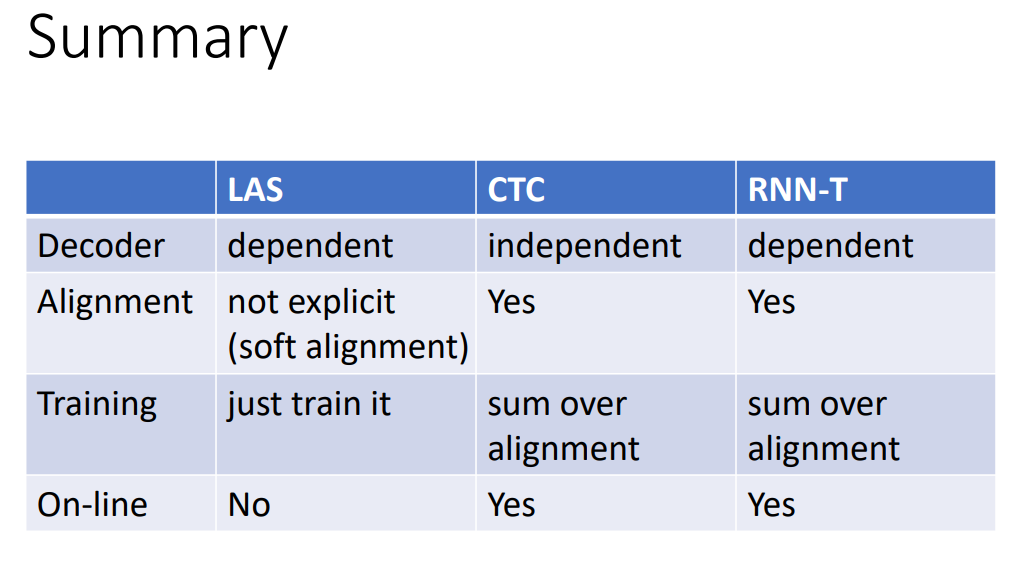 Summary
LAS CTC RNN-T
Decoder dependent independent dependent
Alignment not explicit Yes Yes
(soft alignment)
Training just train it sum over sum over
alignment alignment
On-line No Yes Yes